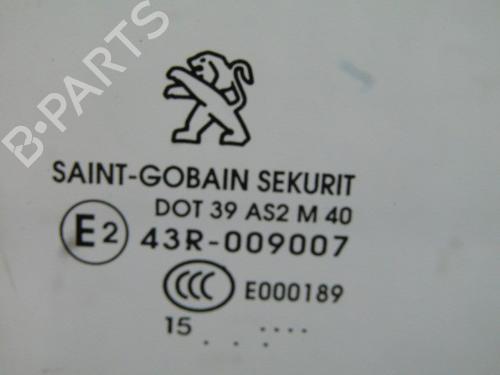 B-PARTS
SAINT-GOBAIN SEKURIT
DOT 39 AS2 M 40
E2 43R-009007
CCC E000189
15 .... 
. . .